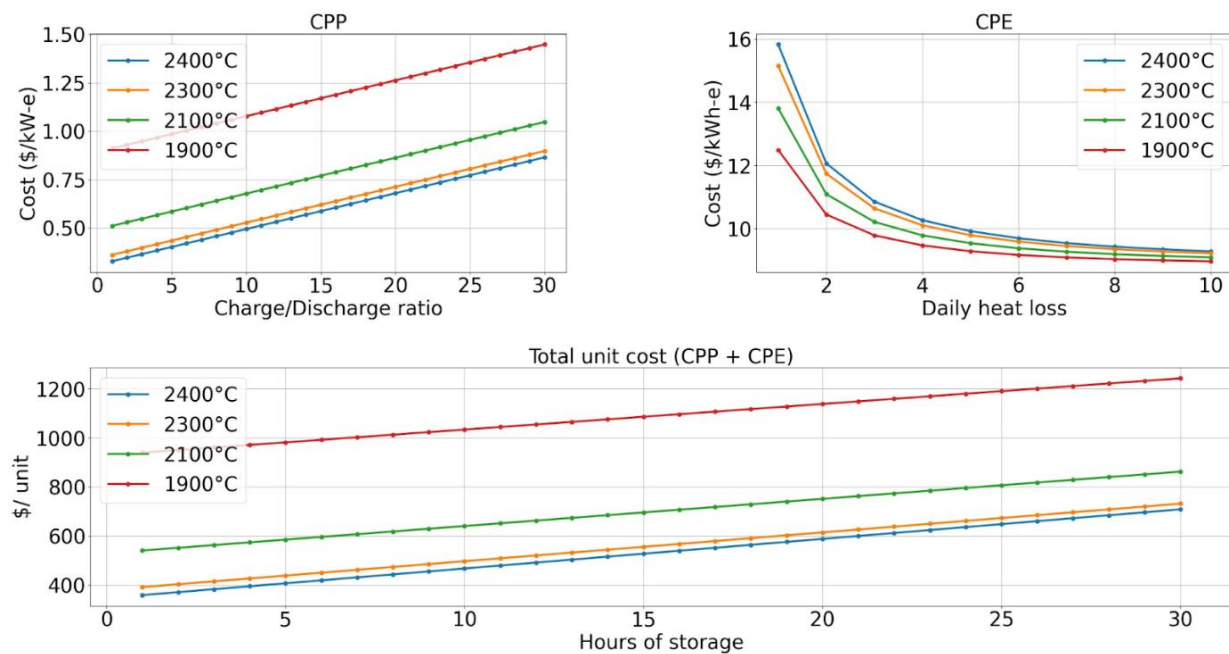 CPP
Cost ($/kW-e)
1.50
1.25
1.00
0.75
0.50
2400°C
2300°C
2100°C
1900°C
0 5 10 15 20 25 30
Charge/Discharge ratio
CPE
Cost ($/kWh-e)
16
14
12
10
2400°C
2300°C
2100°C
1900°C
2 4 6 8 10
Daily heat loss
Total unit cost (CPP + CPE)
$/ unit
1200
1000
800
600
400
2400°C
2300°C
2100°C
1900°C
0 5 10 15 20 25 30
Hours of storage